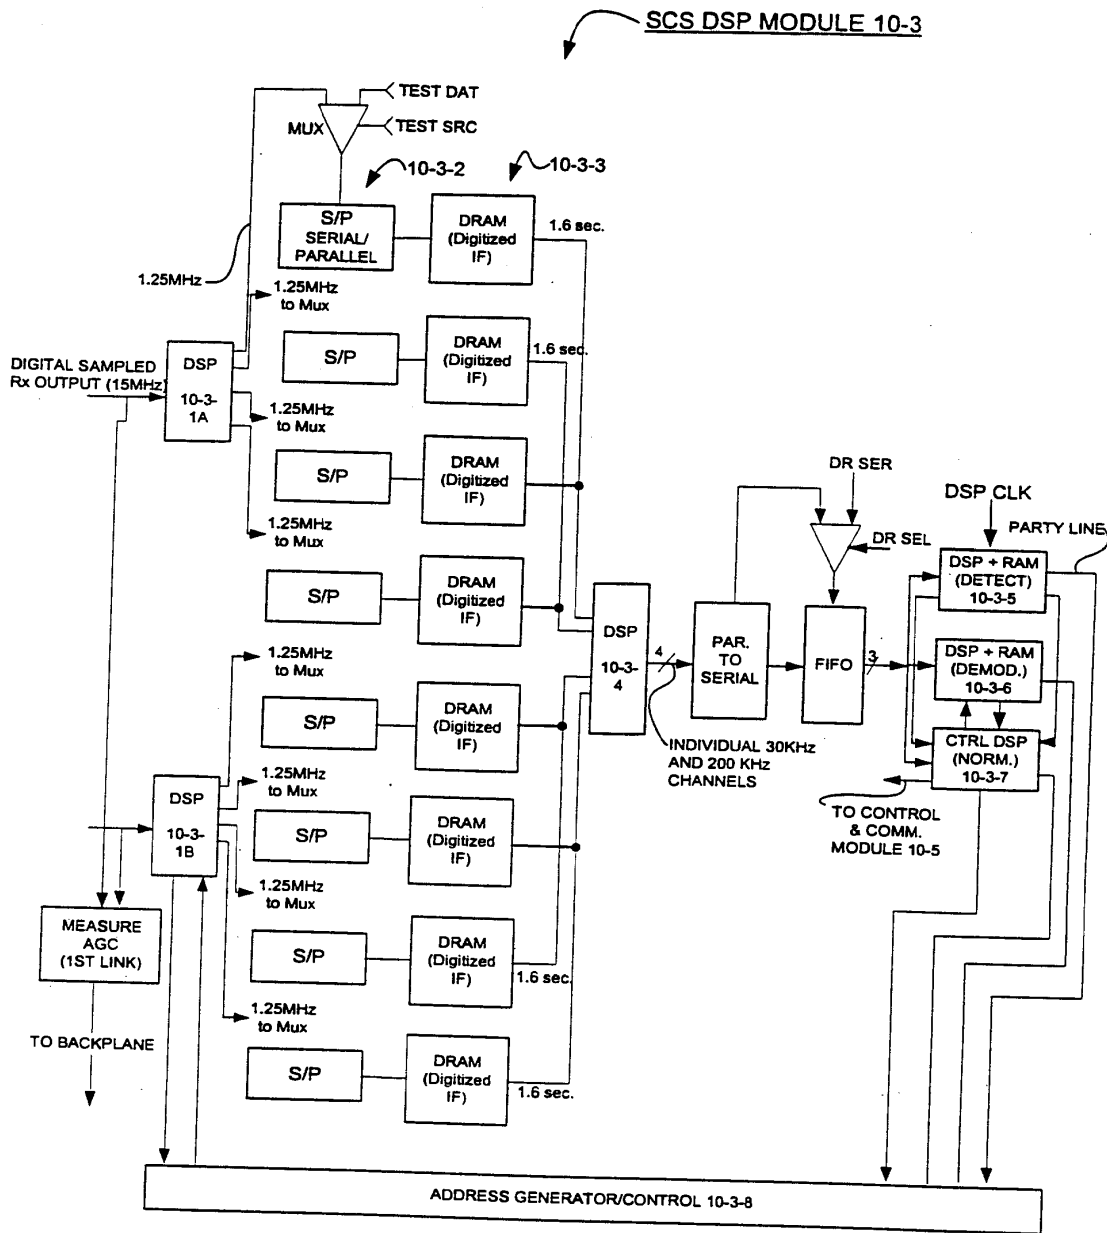 SCS DSP MODULE 10-3
TEST DAT
MUX
TEST SRC
10-3-2
10-3-3
S/P
SERIAL/
PARALLEL
DRAM
(Digitized
IF)
1.6 sec.
1.25MHz
1.25MHz
to Mux
S/P
DRAM
(Digitized
IF)
1.6 sec.
DIGITAL SAMPLED
Rx OUTPUT (15MHz)
DSP
10-3-
1A
1.25MHz
to Mux
S/P
DRAM
(Digitized
IF)
1.25MHz
to Mux
S/P
DRAM
(Digitized
IF)
DR SER
DR SEL
DSP CLK
PARTY LINE
DSP + RAM
(DETECT)
10-3-5
DSP
10-3-
4
4
PAR.
TO
SERIAL
FIFO
3
DSP + RAM
(DEMOD.)
10-3-6
CTRL DSP
(NORM.)
10-3-7
INDIVIDUAL 30KHz
AND 200 KHz
CHANNELS
TO CONTROL
& COMM.
MODULE 10-5
1.25MHz
to Mux
S/P
DRAM
(Digitized
IF)
1.25MHz
to Mux
DSP
10-3-
1B
S/P
DRAM
(Digitized
IF)
1.25MHz
to Mux
MEASURE
AGC
(1ST LINK)
S/P
DRAM
(Digitized
IF)
1.6 sec.
1.25MHz
to Mux
TO BACKPLANE
S/P
DRAM
(Digitized
IF)
1.6 sec.
ADDRESS GENERATOR/CONTROL 10-3-8